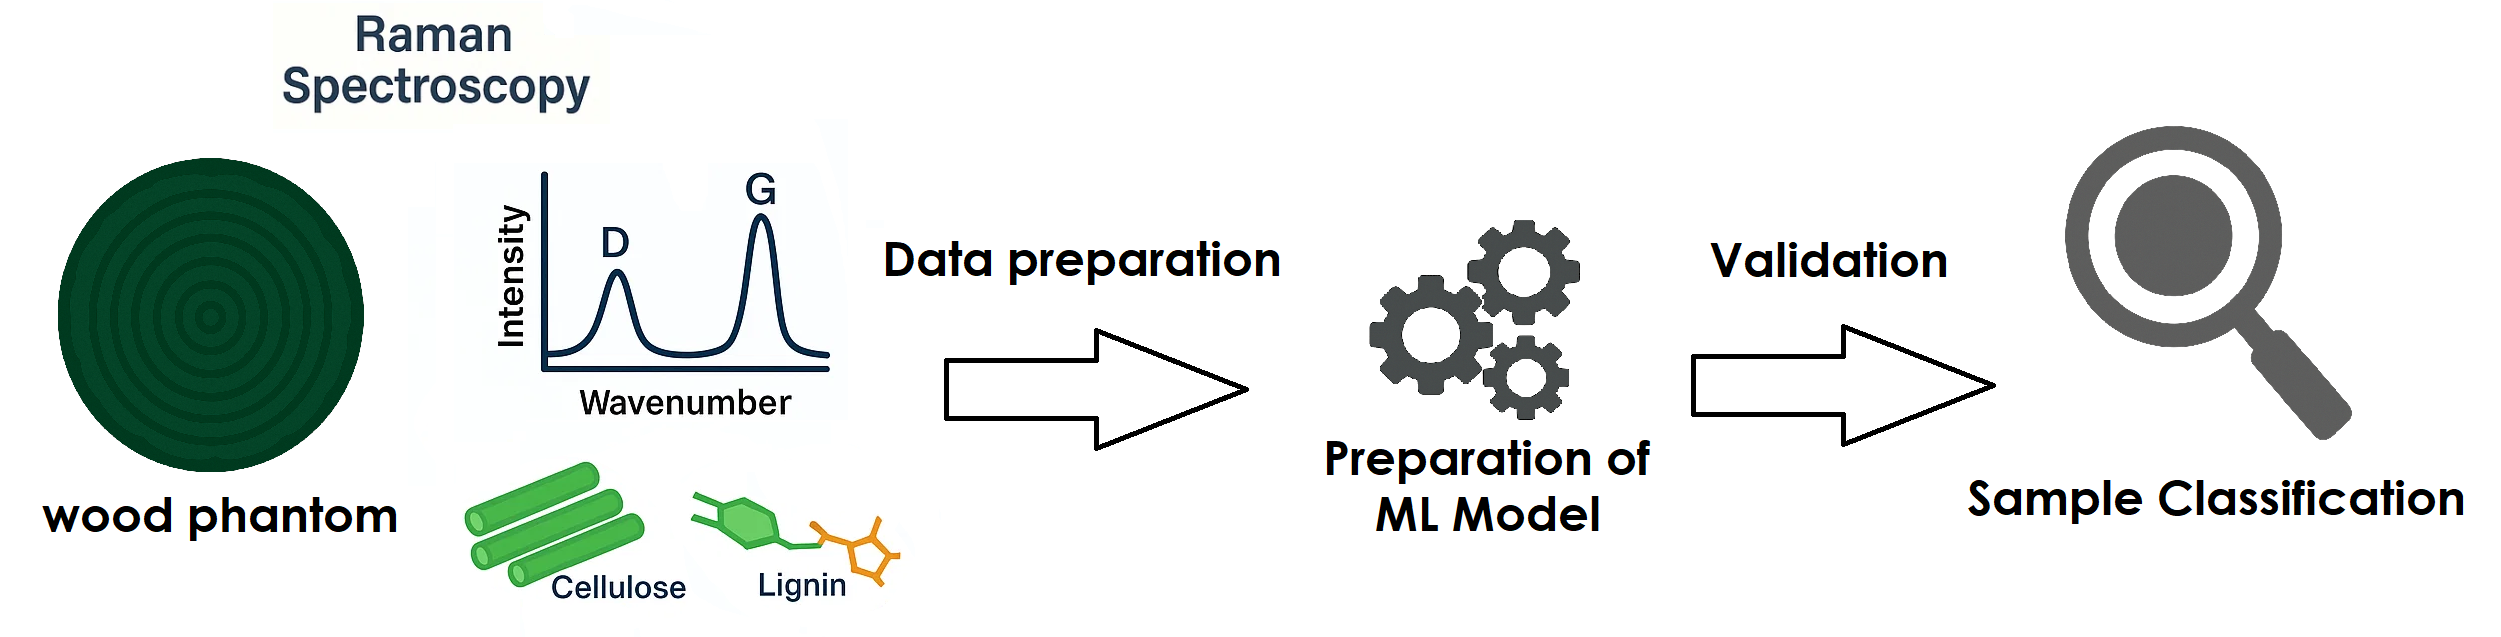 Raman
Spectroscopy
wood phantom
Intensity
D
G
Wavenumber
Cellulose
Lignin
Data preparation
Preparation of
ML Model
Validation
Sample Classification